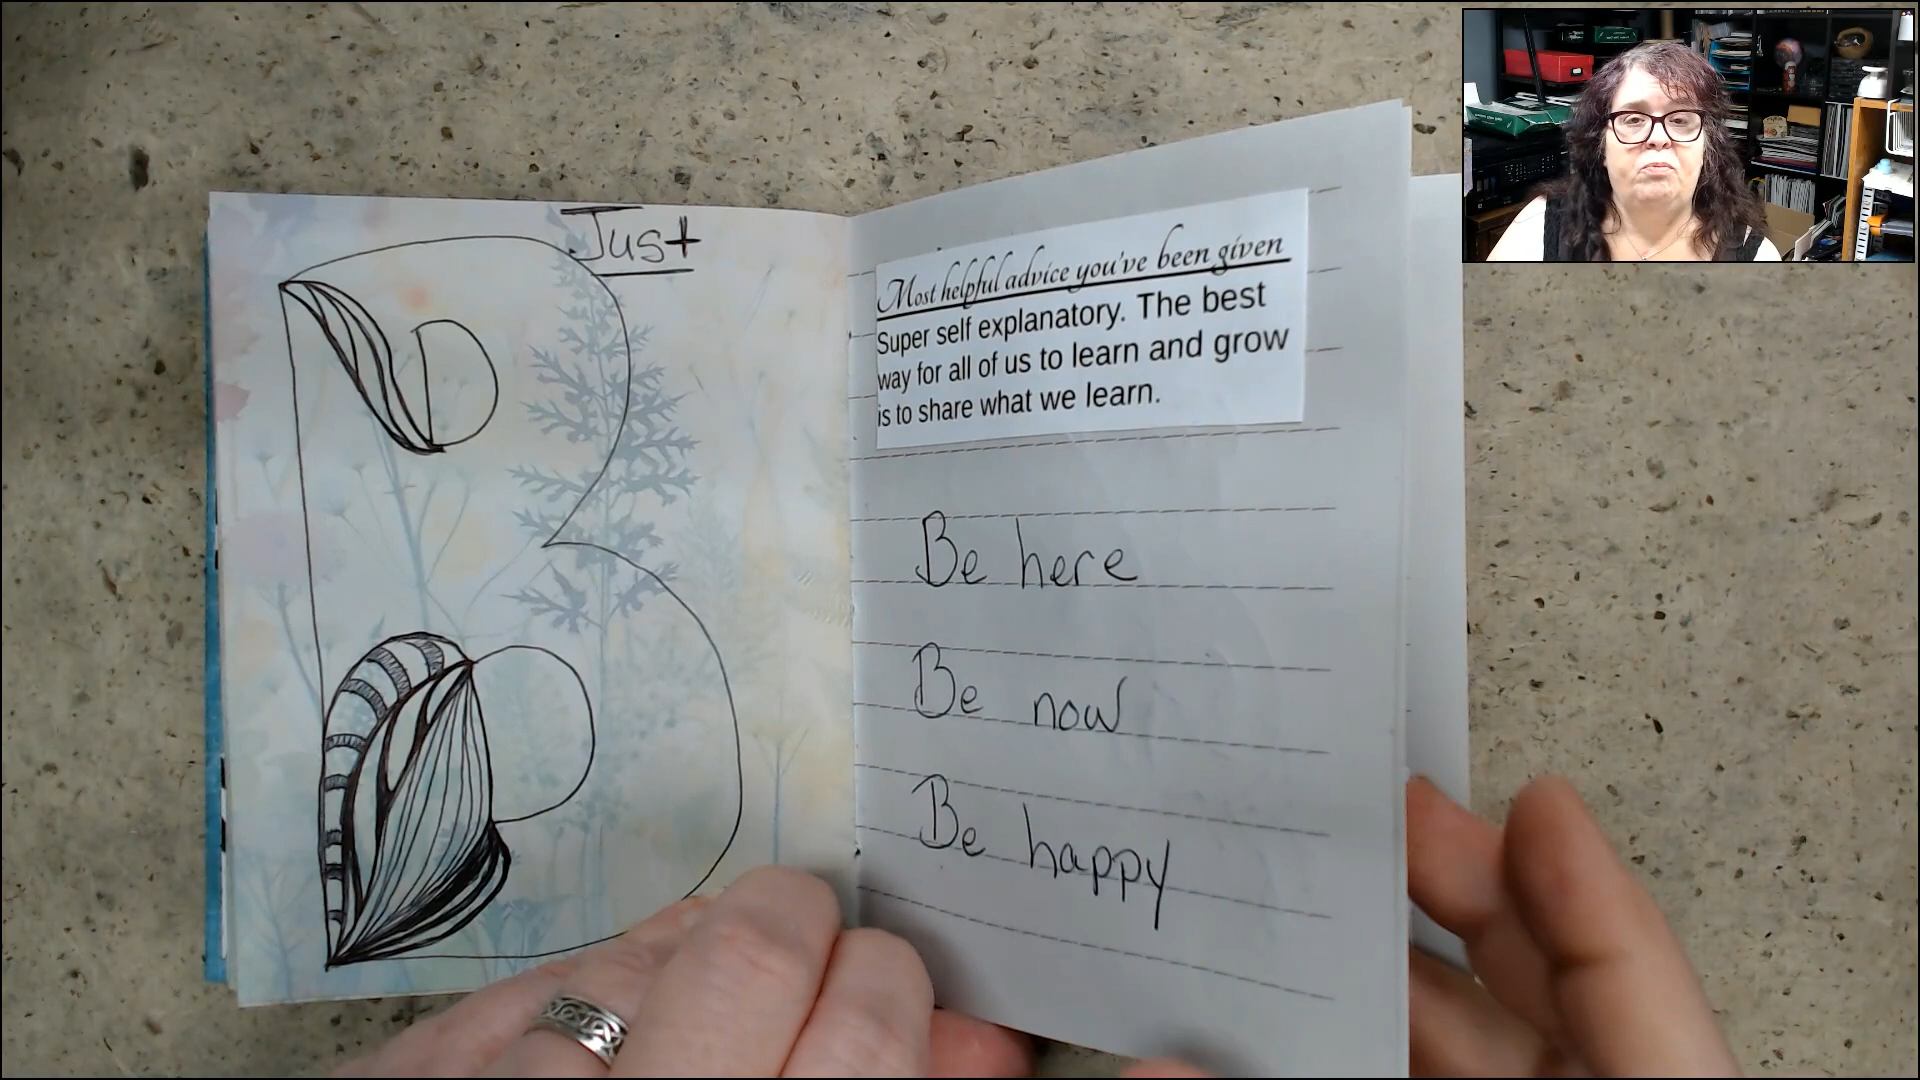 Just
B
Most helpful advice you've been given
Super self explanatory. The best
way for all of us to learn and grow
is to share what we learn.
Be here
Be now
Be happy